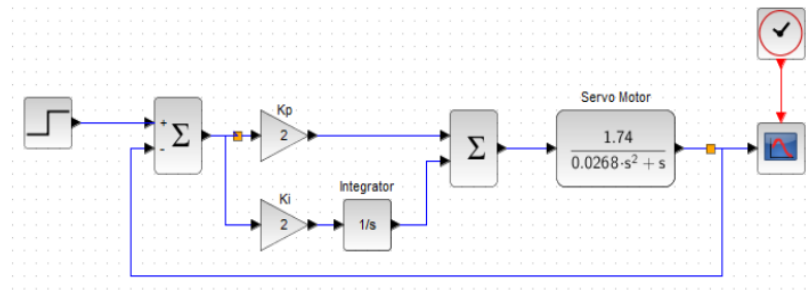 Kp
Servo Motor
+
-
Σ
2
Σ
1.74
0.0268·s² + s
Ki
Integrator
2
1/s